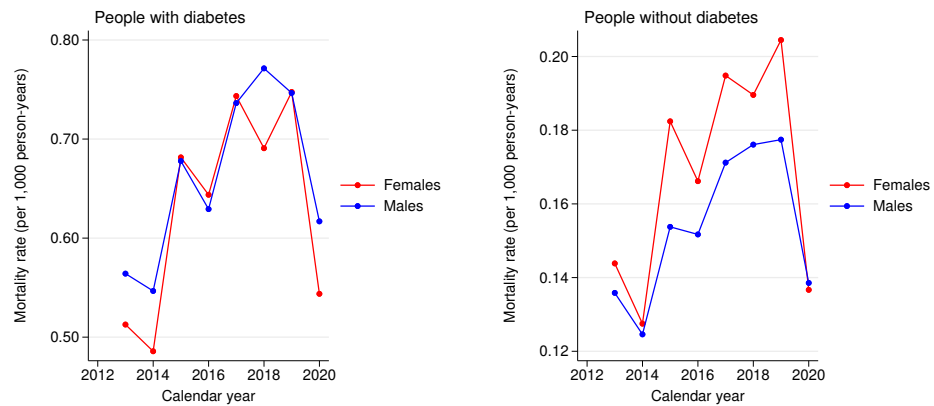 People with diabetes
Mortality rate (per 1,000 person-years)
0.80
0.70
0.60
0.50
2012 2014 2016 2018 2020
Calendar year
Females
Males
People without diabetes
Mortality rate (per 1,000 person-years)
0.20
0.18
0.16
0.14
0.12
2012 2014 2016 2018 2020
Calendar year
Females
Males